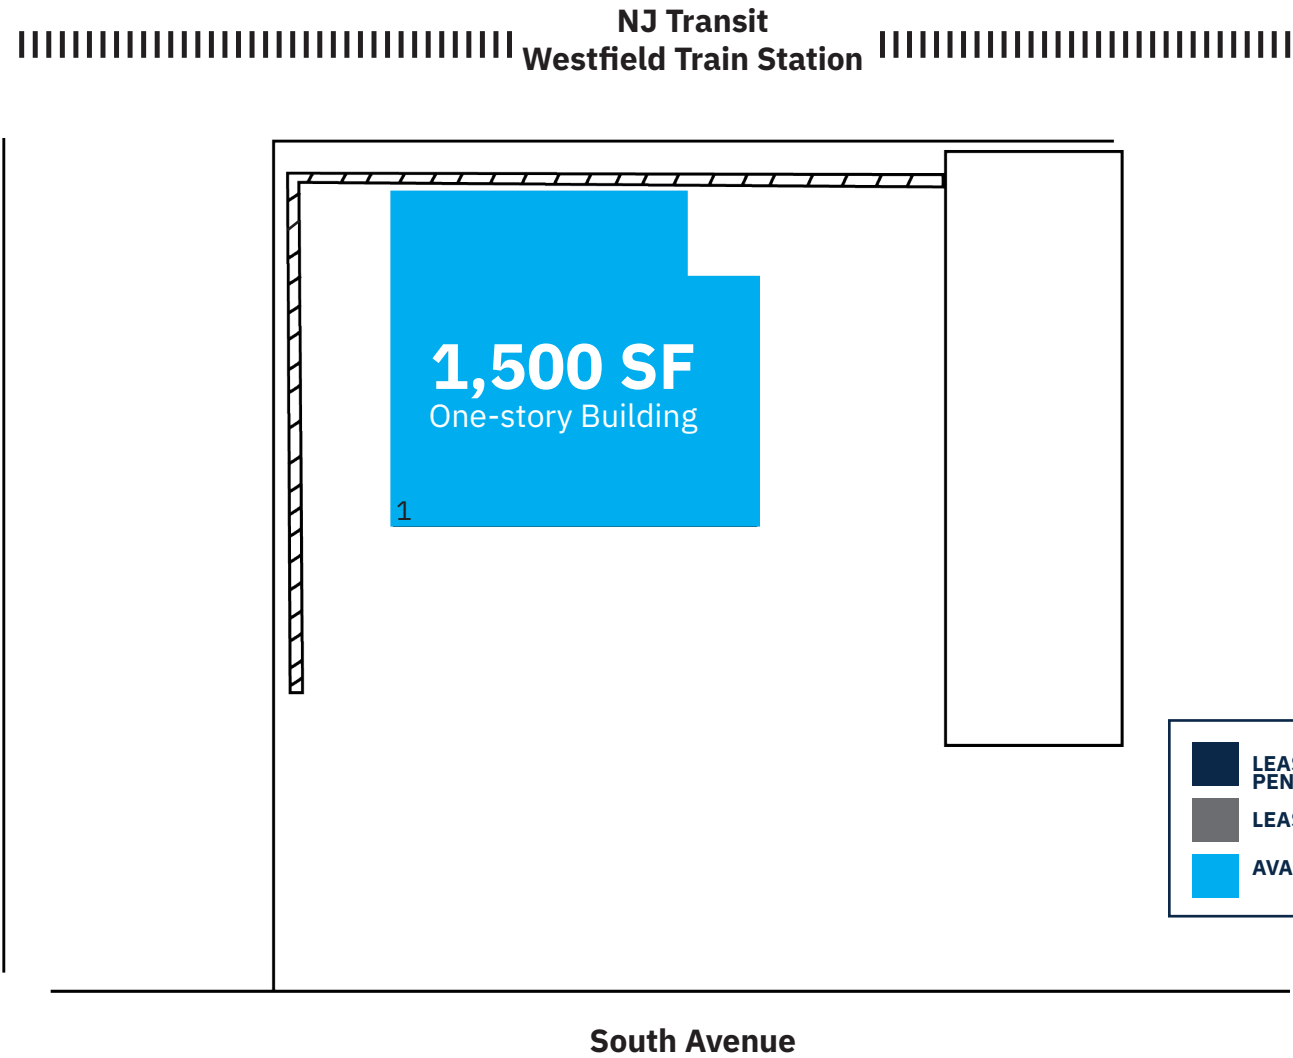 NJ Transit
Westfield Train Station
1,500 SF
One-story Building
1
South Avenue